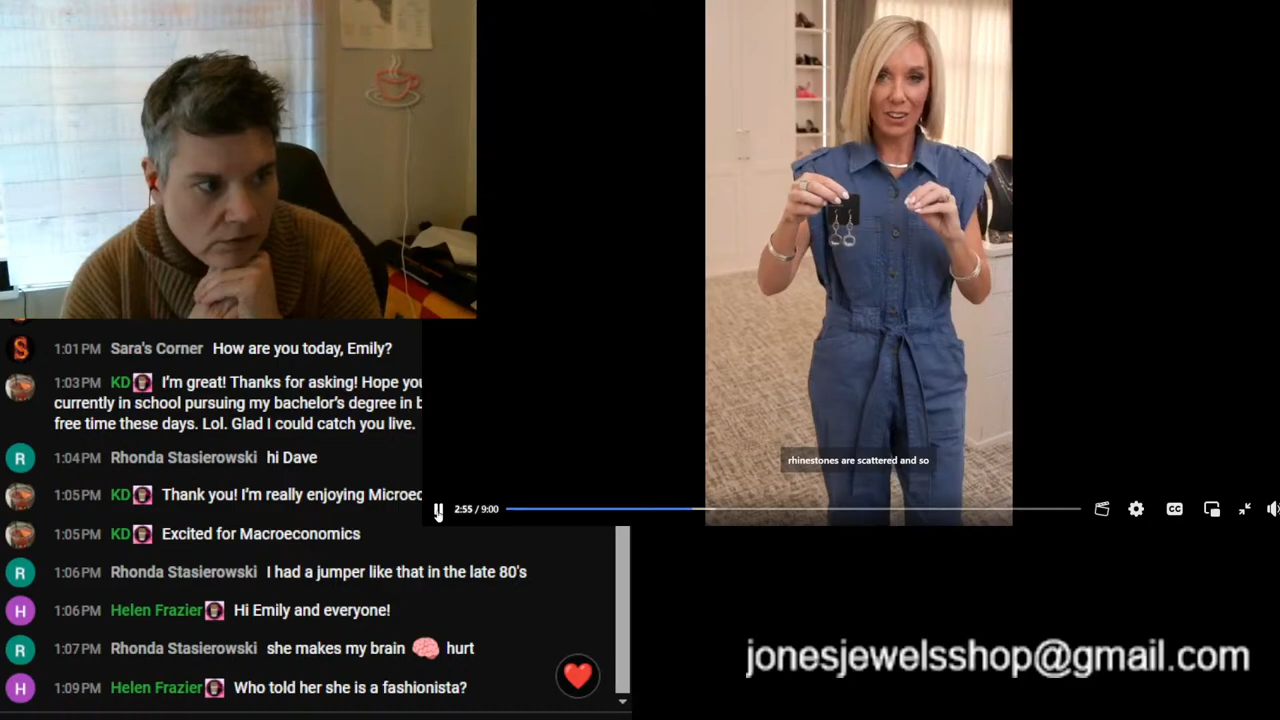 1:01 PM Sara's Corner How are you today, Emily?
1:03 PM KD I'm great! Thanks for asking! Hope
currently in school pursuing my bachelor's degree in
free time these days. Lol. Glad I could catch you live.
R 1:04 PM Rhonda Stasierowski hi Dave
1:05 PM KD Thank you! I'm really enjoying
1:05 PM KD Excited for Macroeconomics
R 1:06 PM Rhonda Stasierowski I had a jumper like that in the late 80's
H 1:06 PM Helen Frazier Hi Emily and everyone!
R 1:07 PM Rhonda Stasierowski she makes my brain 🧠 hurt
H 1:09 PM Helen Frazier Who told her she is a fashionista?
rhinestones are scattered and so
2:55 / 9:00
CC
jonesjewelsshop@gmail.com